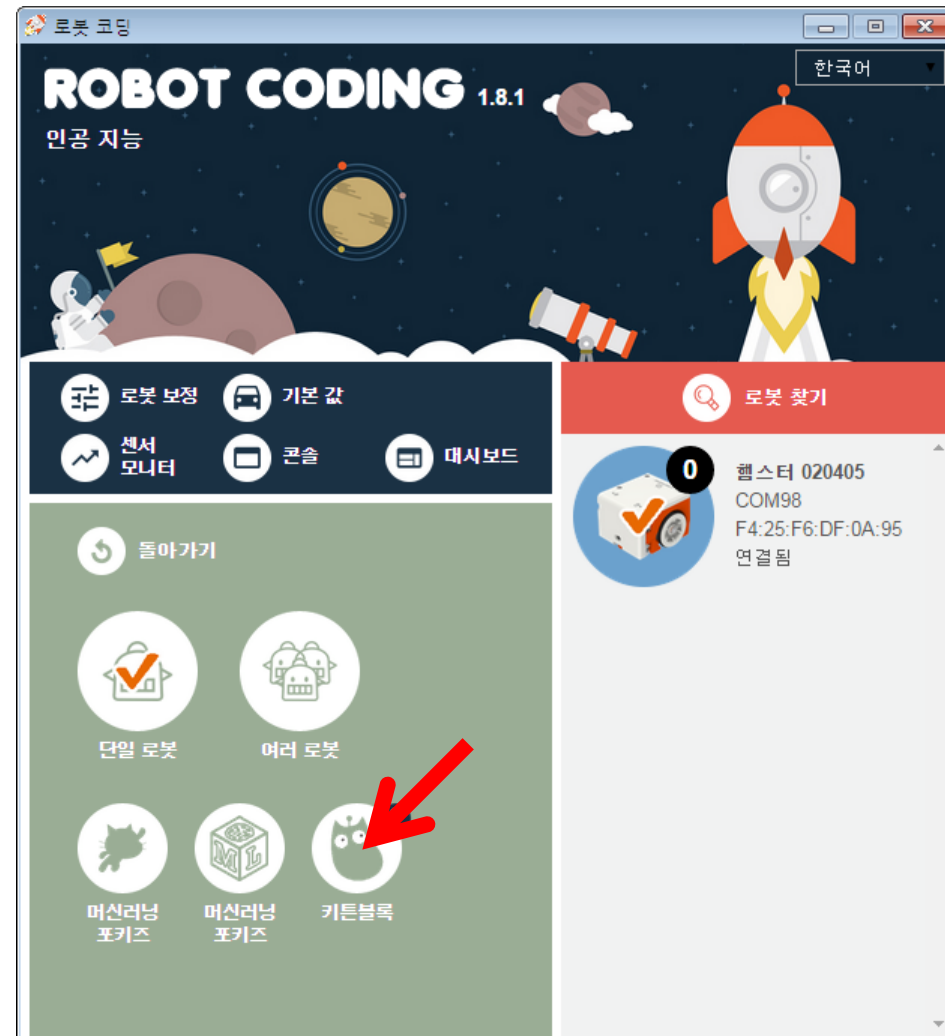 로봇 코딩
한국어
ROBOT CODING 1.8.1
인공 지능
로봇 보정
기본 값
센서
모니터
콘솔
대시보드
로봇 찾기
0
햄스터 020405
COM98
F4:25:F6:DF:0A:95
연결됨
돌아가기
단일 로봇
여러 로봇
ML
머신러닝
포키즈
머신러닝
포키즈
키튼블록